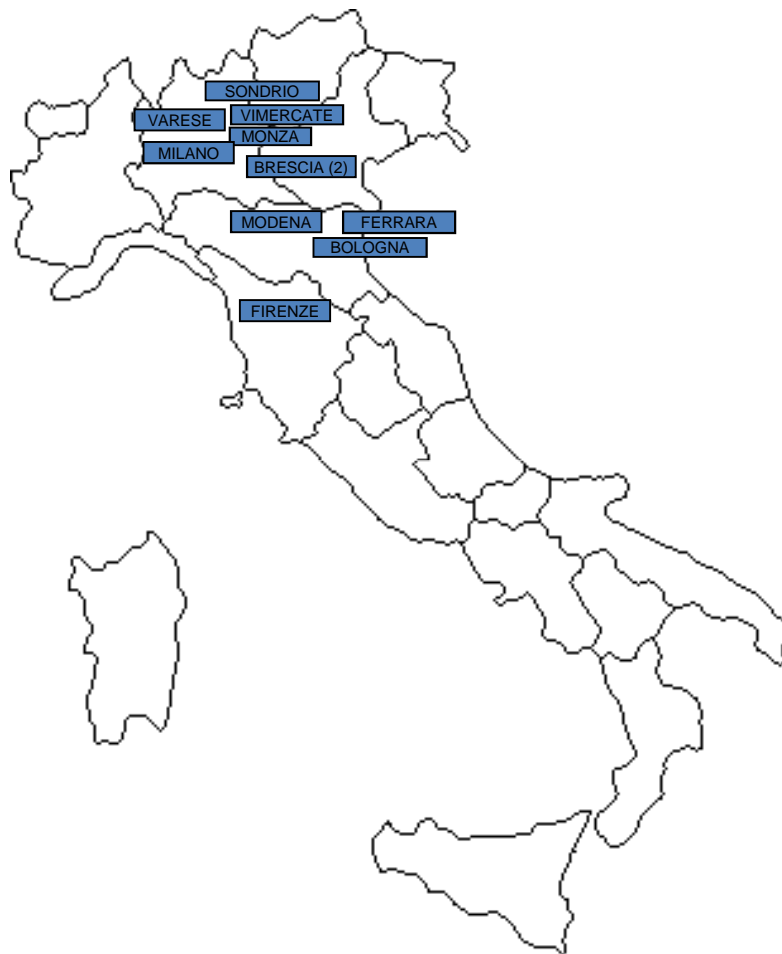 SONDRIO
VARESE
VIMERCATE
MONZA
MILANO
BRESCIA (2)
MODENA
FERRARA
BOLOGNA
FIRENZE